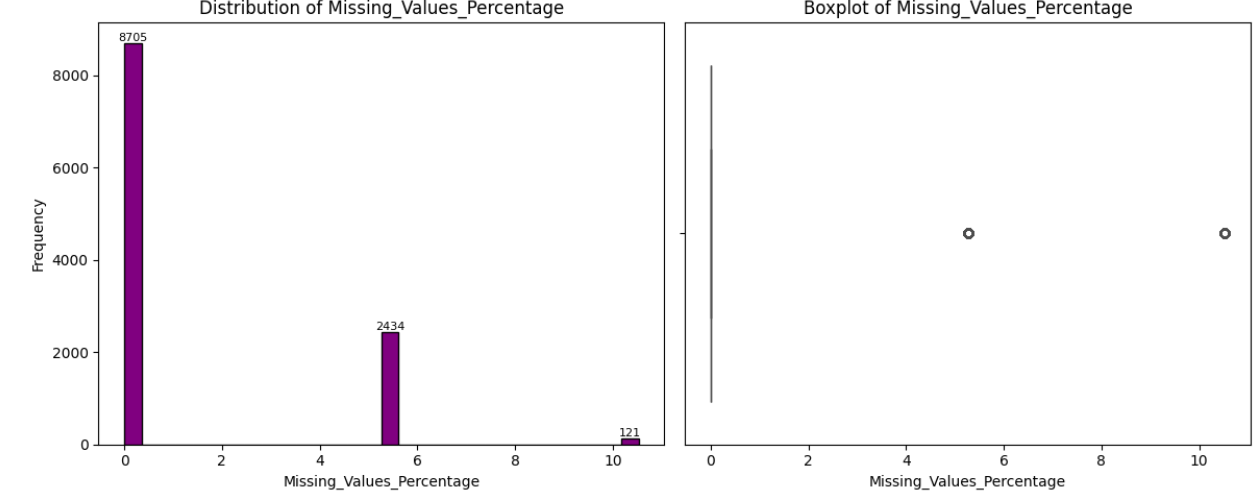 Distribution of Missing_Values_Percentage
8705
2434
121
8000
6000
4000
2000
0
Frequency
0 2 4 6 8 10
Missing_Values_Percentage
Boxplot of Missing_Values_Percentage
0 2 4 6 8 10
Missing_Values_Percentage